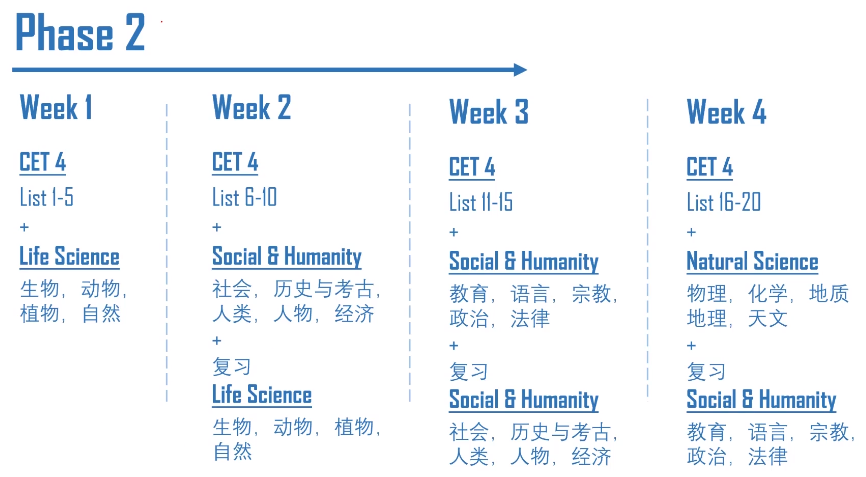 Phase 2
Week 1
CET 4
List 1-5
+
Life Science
生物，动物，
植物，自然
Week 2
CET 4
List 6-10
+
Social & Humanity
社会，历史与考古，
人类，人物，经济
+
复习
Life Science
生物，动物，植物，
自然
Week 3
CET 4
List 11-15
+
Social & Humanity
教育，语言，宗教，
政治，法律
+
复习
Social & Humanity
社会，历史与考古，
人类，人物，经济
Week 4
CET 4
List 16-20
+
Natural Science
物理，化学，地质
地理，天文
+
复习
Social & Humanity
教育，语言，宗教，
政治，法律